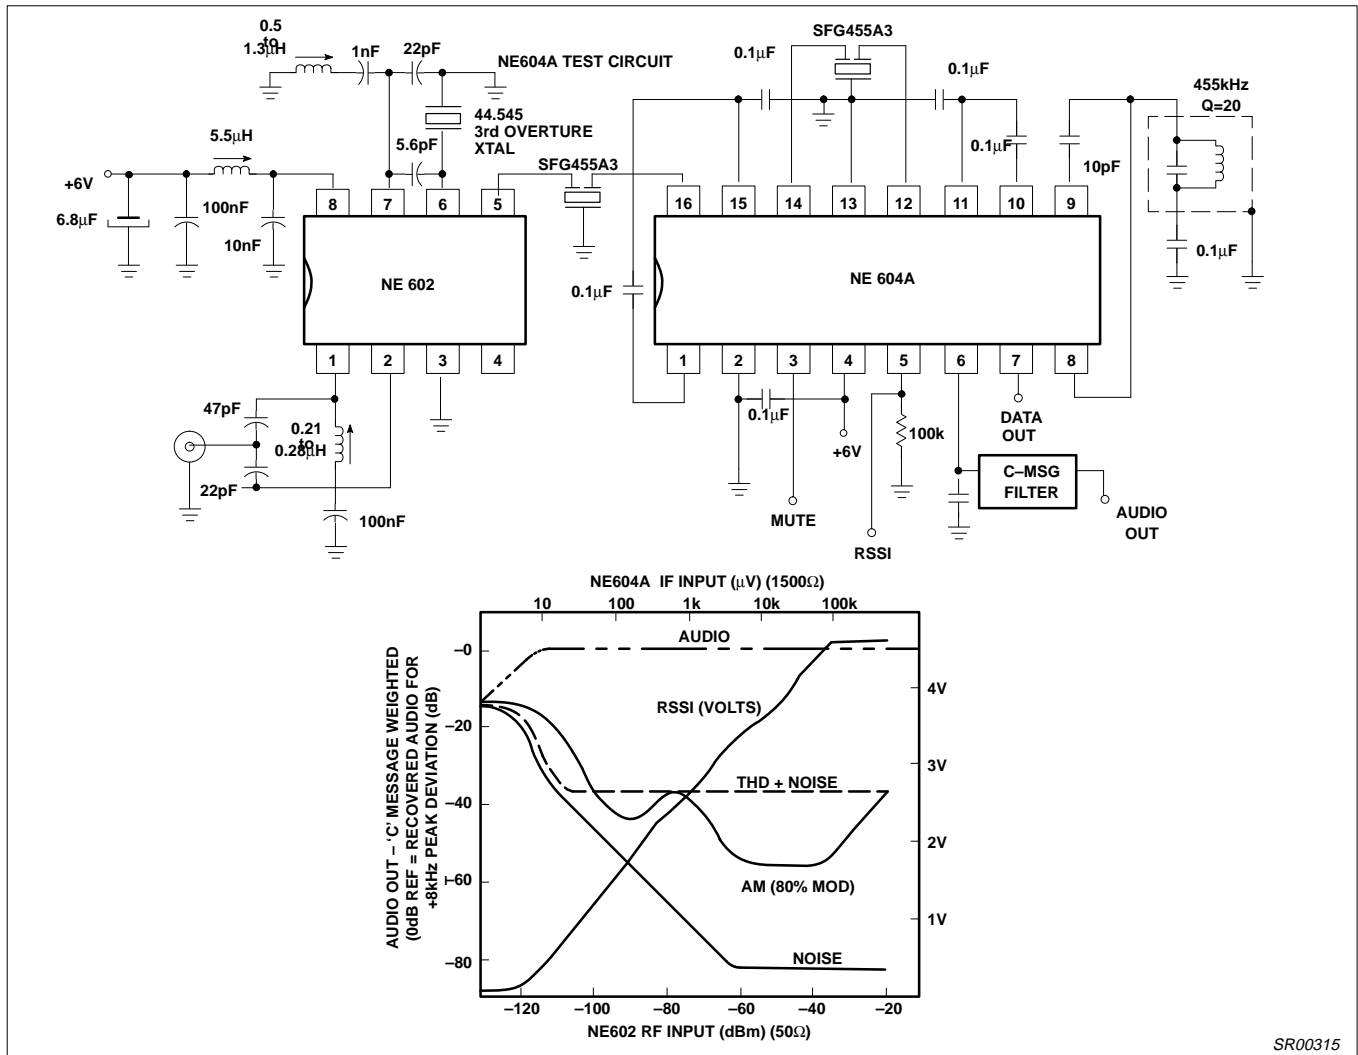 0.5
to
1.3µH
1nF
22pF
NE604A TEST CIRCUIT
SFG455A3
0.1µF
0.1µF
455kHz
Q=20
44.545
3rd OVERTURE
XTAL
5.5µH
5.6pF
SFG455A3
0.1µF
10pF
+6V
8
7
6
5
16
15
14
13
12
11
10
9
6.8µF
100nF
10nF
0.1µF
NE 602
0.1µF
NE 604A
1
2
3
4
1
2
3
4
5
6
7
8
47pF
0.21
to
0.28µH
22pF
100nF
0.1µF
+6V
100k
DATA
OUT
C–MSG
FILTER
MUTE
RSSI
AUDIO
OUT
NE604A IF INPUT (µV) (1500Ω)
10
100
1k
10k
100k
AUDIO
RSSI (VOLTS)
THD + NOISE
AM (80% MOD)
NOISE
–0
–20
–40
–60
–80
4V
3V
2V
1V
AUDIO OUT – ‘C’ MESSAGE WEIGHTED
(0dB REF = RECOVERED AUDIO FOR
+8kHz PEAK DEVIATION (dB)
–120
–100
–80
–60
–40
–20
NE602 RF INPUT (dBm) (50Ω)
SR00315